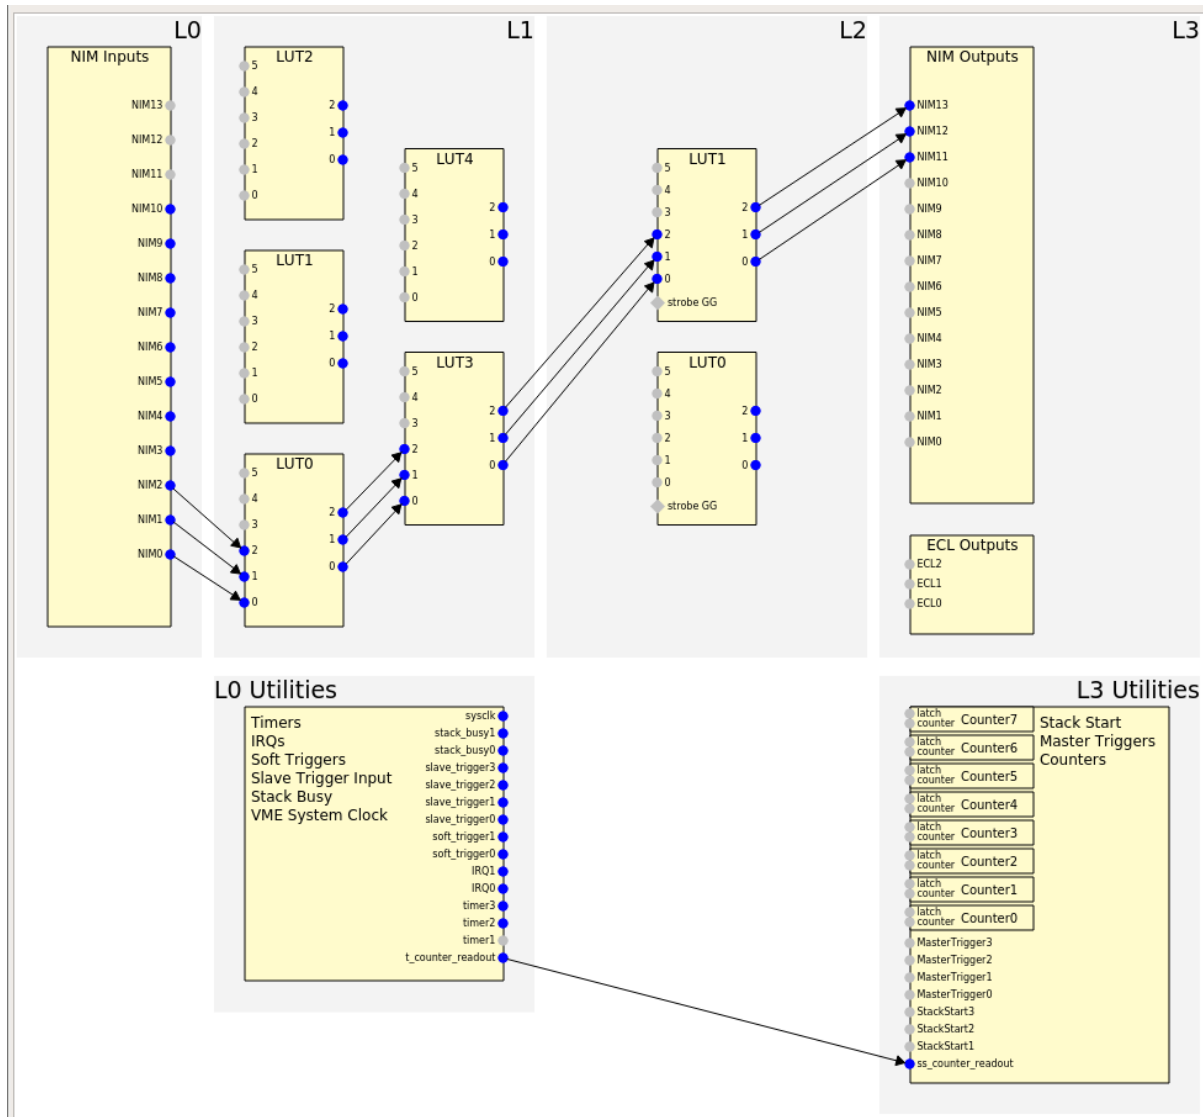 L0
L1
L2
L3
NIM Inputs
NIM13
NIM12
NIM11
NIM10
NIM9
NIM8
NIM7
NIM6
NIM5
NIM4
NIM3
NIM2
NIM1
NIM0
LUT2
5
4
3
2
1
0
2
1
0
LUT1
5
4
3
2
1
0
2
1
0
LUT0
5
4
3
2
1
0
2
1
0
LUT4
5
4
3
2
1
0
2
1
0
LUT3
5
4
3
2
1
0
2
1
0
LUT1
5
4
3
2
1
0
strobe GG
2
1
0
LUT0
5
4
3
2
1
0
strobe GG
2
1
0
NIM Outputs
NIM13
NIM12
NIM11
NIM10
NIM9
NIM8
NIM7
NIM6
NIM5
NIM4
NIM3
NIM2
NIM1
NIM0
ECL Outputs
ECL2
ECL1
ECL0
L0 Utilities
Timers
IRQs
Soft Triggers
Slave Trigger Input
Stack Busy
VME System Clock
sysclk
stack_busy1
stack_busy0
slave_trigger3
slave_trigger2
slave_trigger1
slave_trigger0
soft_trigger1
soft_trigger0
IRQ1
IRQ0
timer3
timer2
timer1
t_counter_readout
L3 Utilities
latch
counter
Counter7
latch
counter
Counter6
latch
counter
Counter5
latch
counter
Counter4
latch
counter
Counter3
latch
counter
Counter2
latch
counter
Counter1
latch
counter
Counter0
Stack Start
Master Triggers
Counters
MasterTrigger3
MasterTrigger2
MasterTrigger1
MasterTrigger0
StackStart3
StackStart2
StackStart1
ss_counter_readout